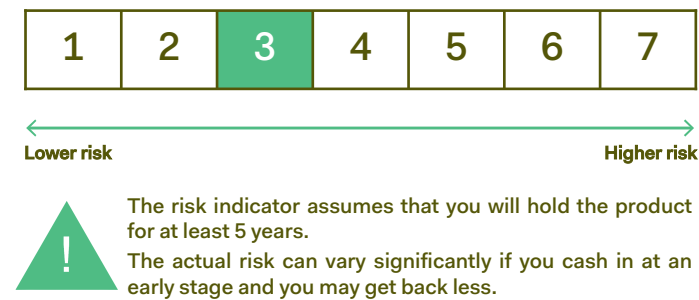 1 2 3 4 5 6 7
Lower risk Higher risk
!
The risk indicator assumes that you will hold the product
for at least 5 years.
The actual risk can vary significantly if you cash in at an
early stage and you may get back less.